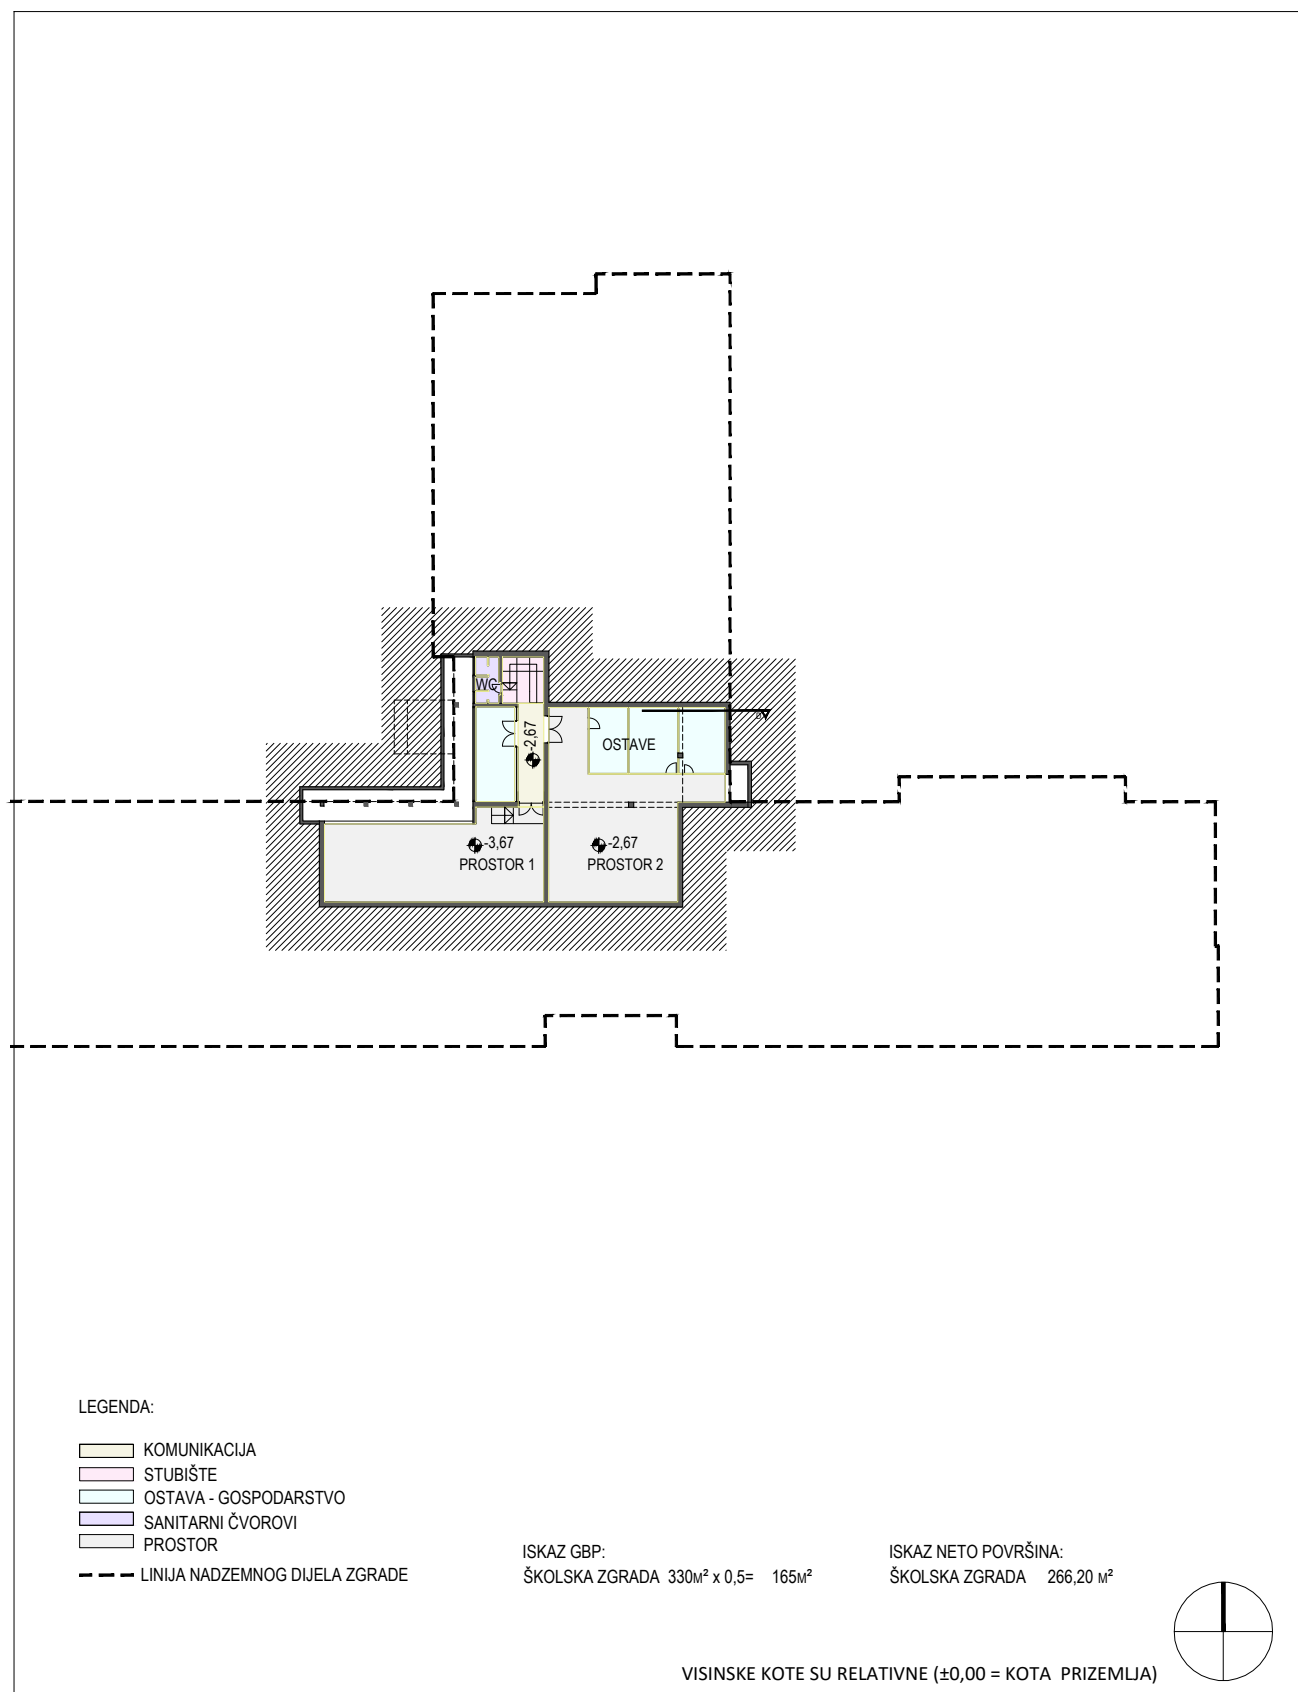 WC
-2,67
OSTAVE
-3,67
PROSTOR 1
-2,67
PROSTOR 2
LEGENDA:
KOMUNIKACIJA
STUBIŠTE
OSTAVA - GOSPODARSTVO
SANITARNI ČVOROVI
PROSTOR
LINIJA NADZEMNOG DIJELA ZGRADE
ISKAZ GBP:
ŠKOLSKA ZGRADA 330M² x 0,5= 165M²
ISKAZ NETO POVRŠINA:
ŠKOLSKA ZGRADA 266,20 M²
VISINSKE KOTE SU RELATIVNE (±0,00 = KOTA PRIZEMLJA)